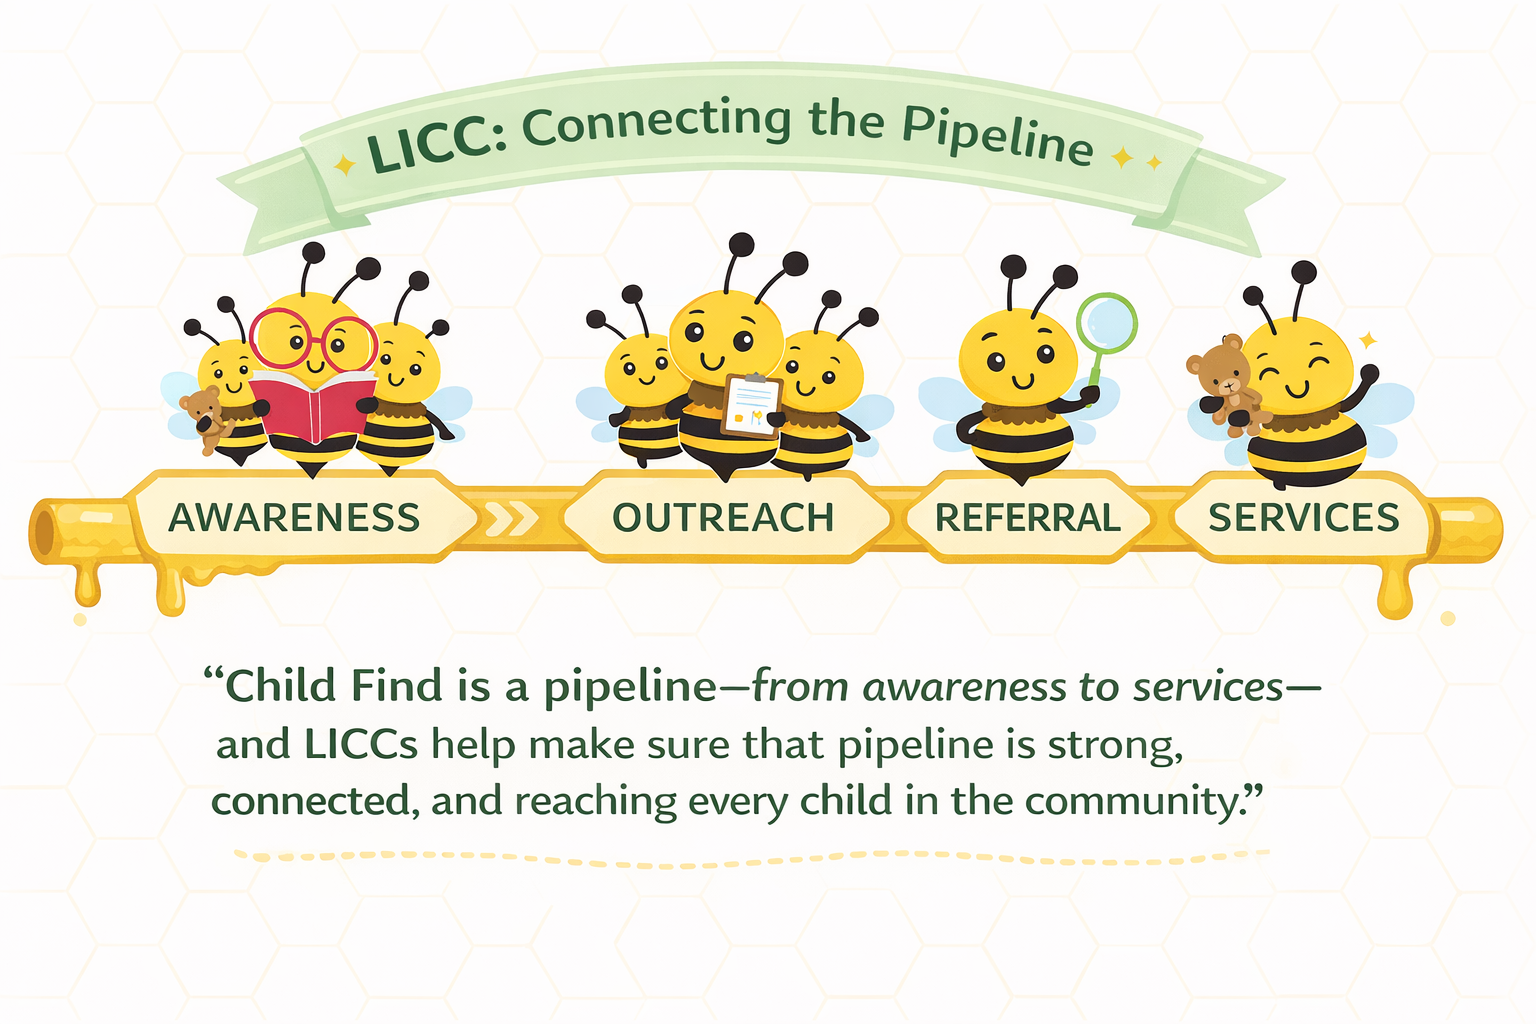 LICC: Connecting the Pipeline
AWARENESS
OUTREACH
REFERRAL
SERVICES
“Child Find is a pipeline—from awareness to services—
and LICCs help make sure that pipeline is strong,
connected, and reaching every child in the community.”